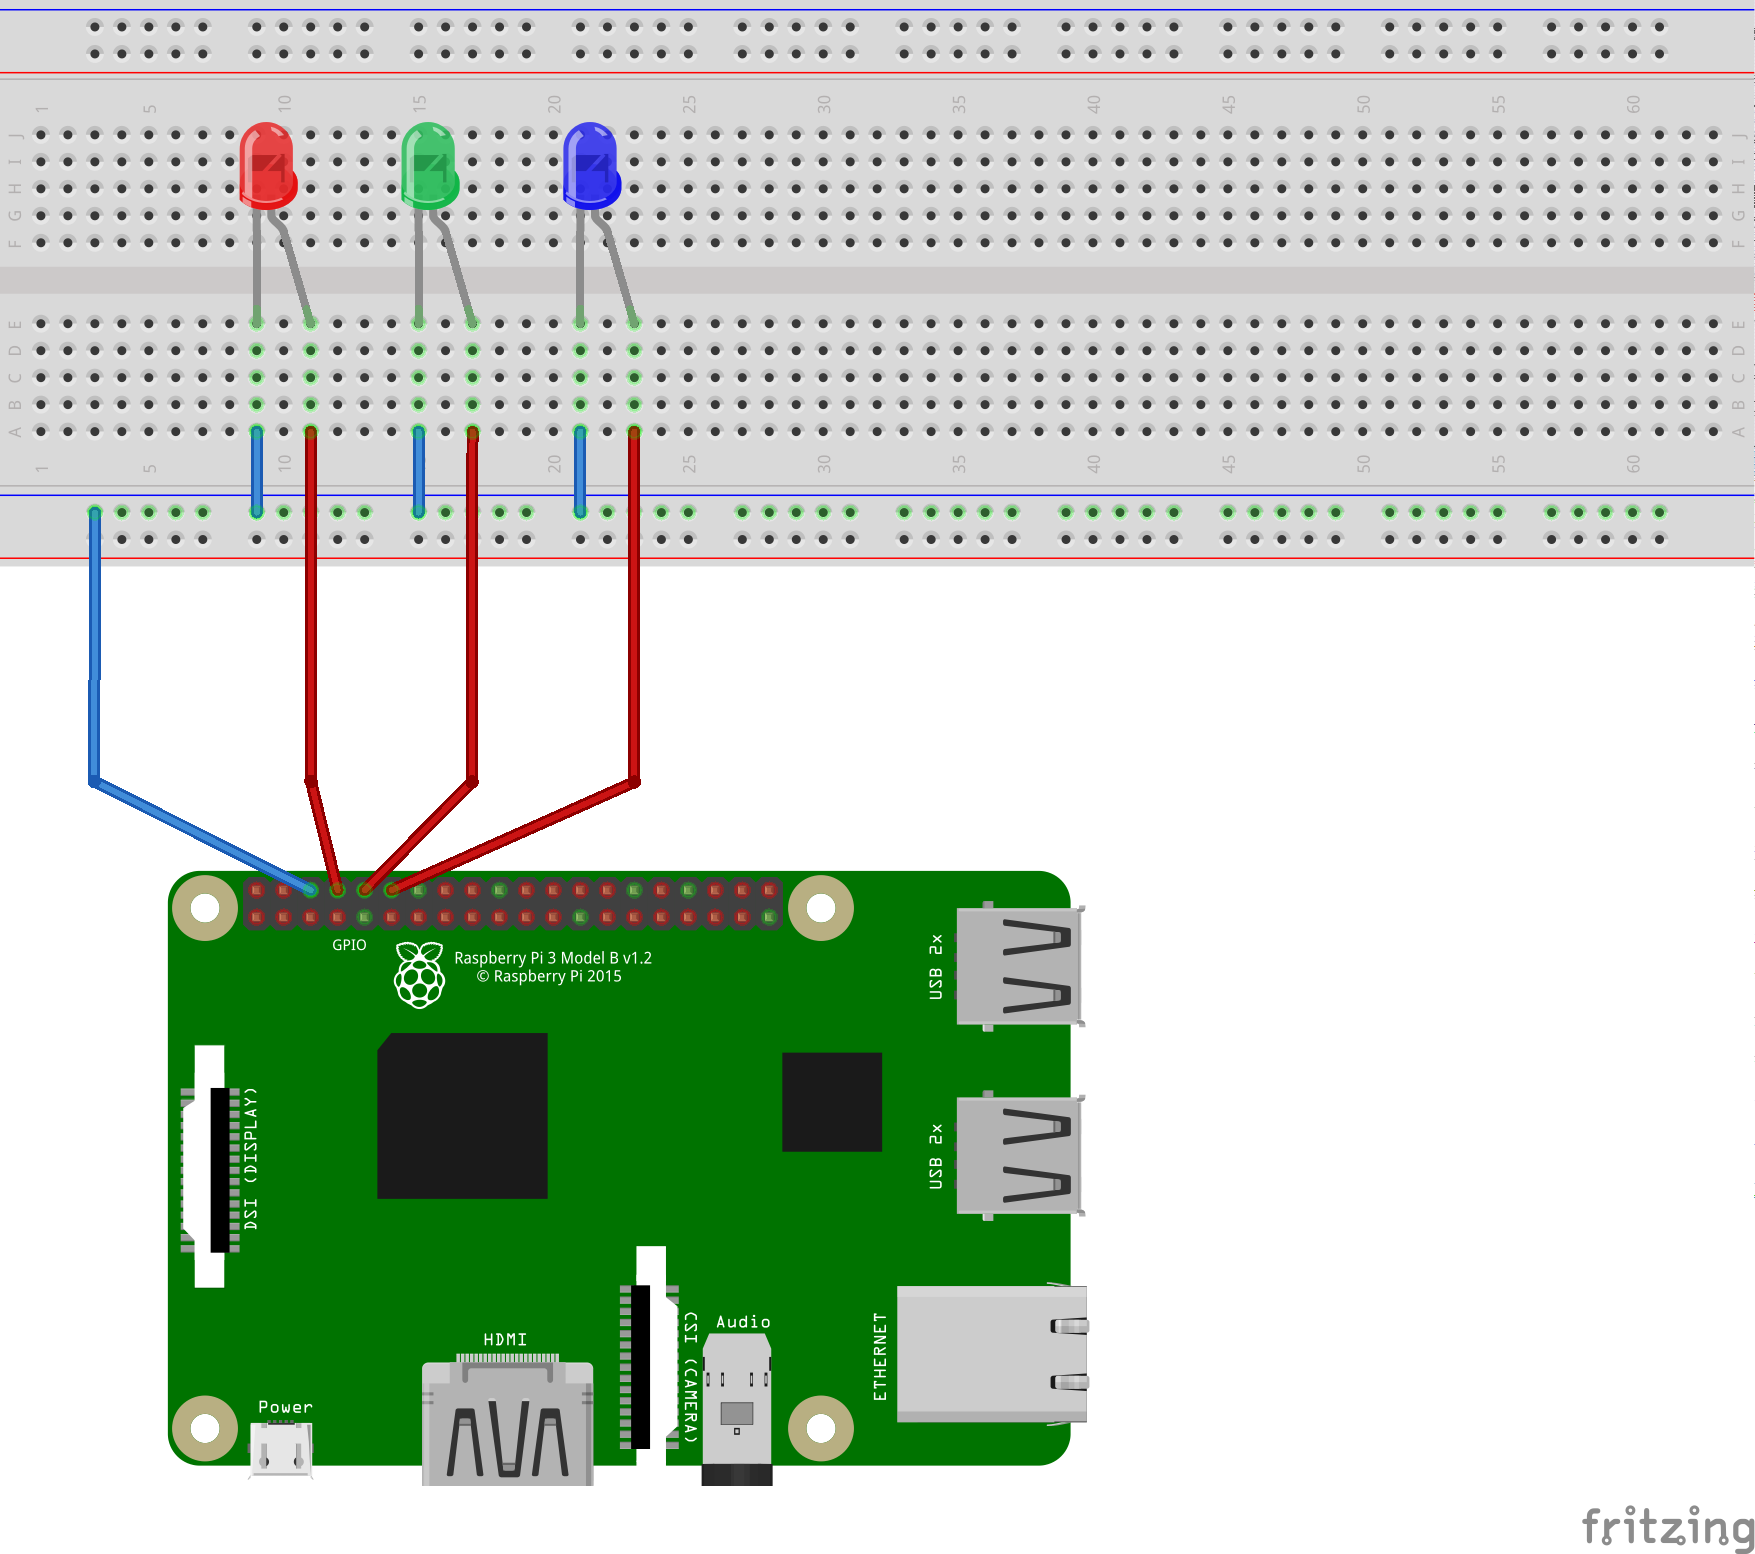 1 5 10 15 20 25 30 35 40 45 50 55 60
J J
I I
H H
G G
F F
E E
D D
C C
B B
A A
1 5 10 15 20 25 30 35 40 45 50 55 60
GPIO
Raspberry Pi 3 Model B v1.2
© Raspberry Pi 2015
USB 2x
DSI (DISPLAY)
USB 2x
HDMI
CSI (CAMERA)
Audio
ETHERNET
Power
fritzing